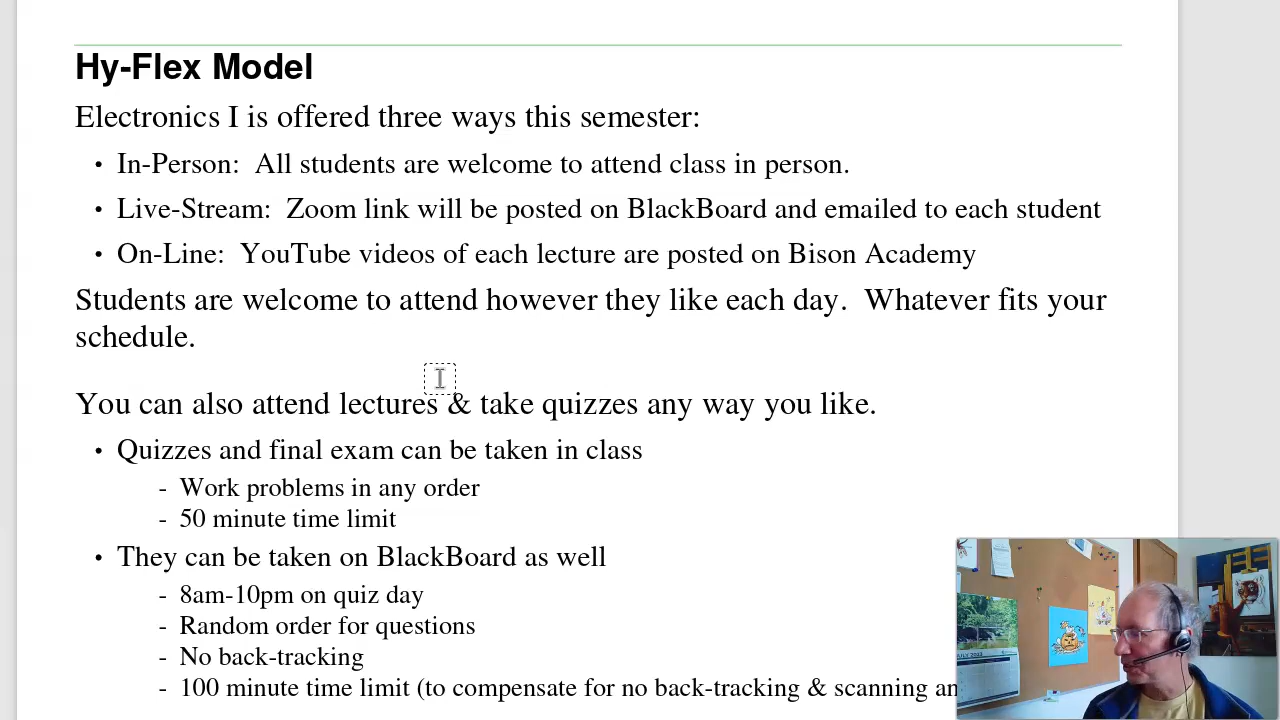 Hy-Flex Model
Electronics I is offered three ways this semester:
• In-Person:  All students are welcome to attend class in person.
• Live-Stream:  Zoom link will be posted on BlackBoard and emailed to each student
• On-Line:  YouTube videos of each lecture are posted on Bison Academy
Students are welcome to attend however they like each day.  Whatever fits your
schedule.
You can also attend lectures & take quizzes any way you like.
• Quizzes and final exam can be taken in class
- Work problems in any order
- 50 minute time limit
• They can be taken on BlackBoard as well
- 8am-10pm on quiz day
- Random order for questions
- No back-tracking
- 100 minute time limit (to compensate for no back-tracking & scanning
JULY 2023